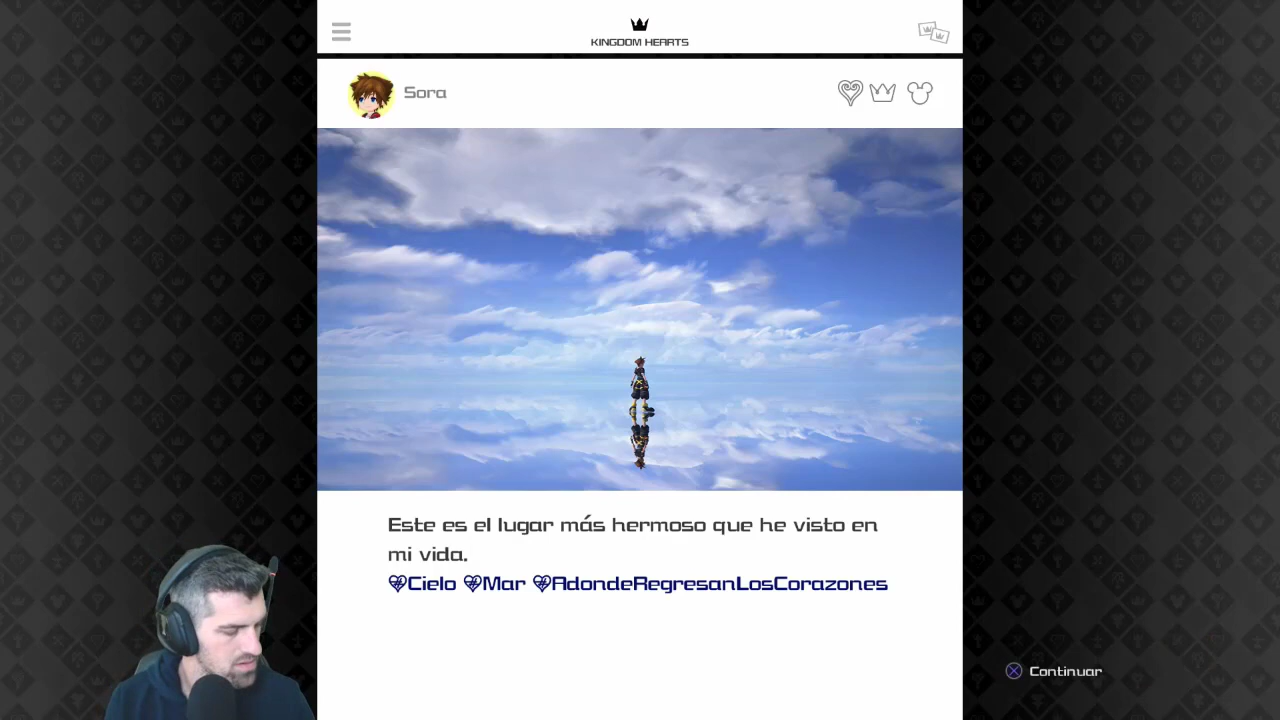 KINGDOM HEARTS
Sora
Este es el lugar más hermoso que he visto en
mi vida.
Cielo Mar AdondeRegresanLosCorazones
Continuar